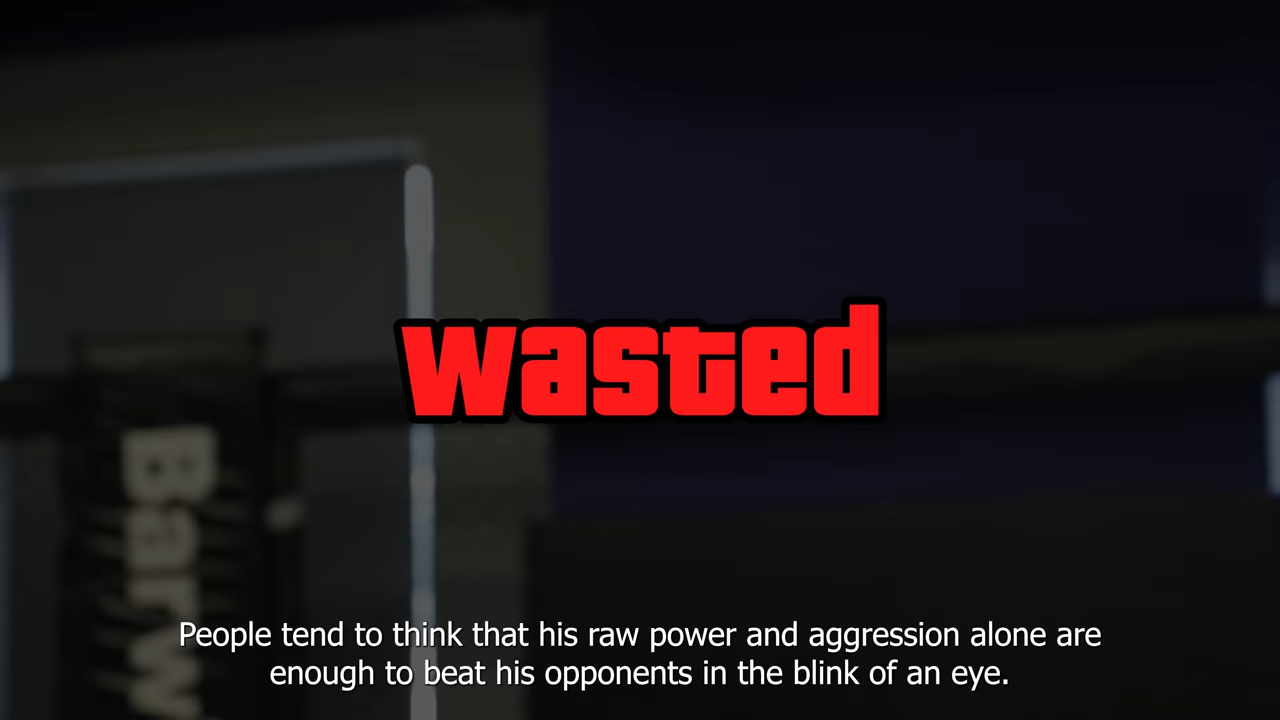 wasted
Barw
People tend to think that his raw power and aggression alone are
enough to beat his opponents in the blink of an eye.